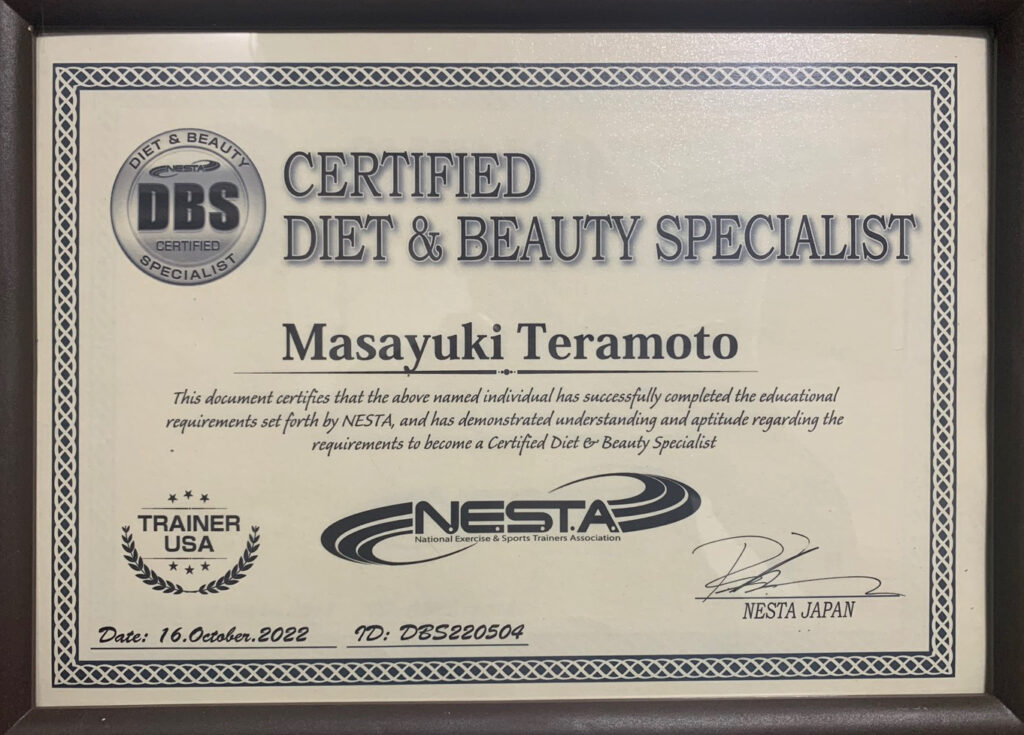 DIET & BEAUTY
NESTA
DBS
CERTIFIED
SPECIALIST
CERTIFIED
DIET & BEAUTY SPECIALIST
Masayuki Teramoto
This document certifies that the above named individual has successfully completed the educational
requirements set forth by NESTA, and has demonstrated understanding and aptitude regarding the
requirements to become a Certified Diet & Beauty Specialist
TRAINER
USA
N.E.S.T.A.
National Exercise & Sports Trainers Association
NESTA JAPAN
Date: 16.October.2022
ID: DBS220504